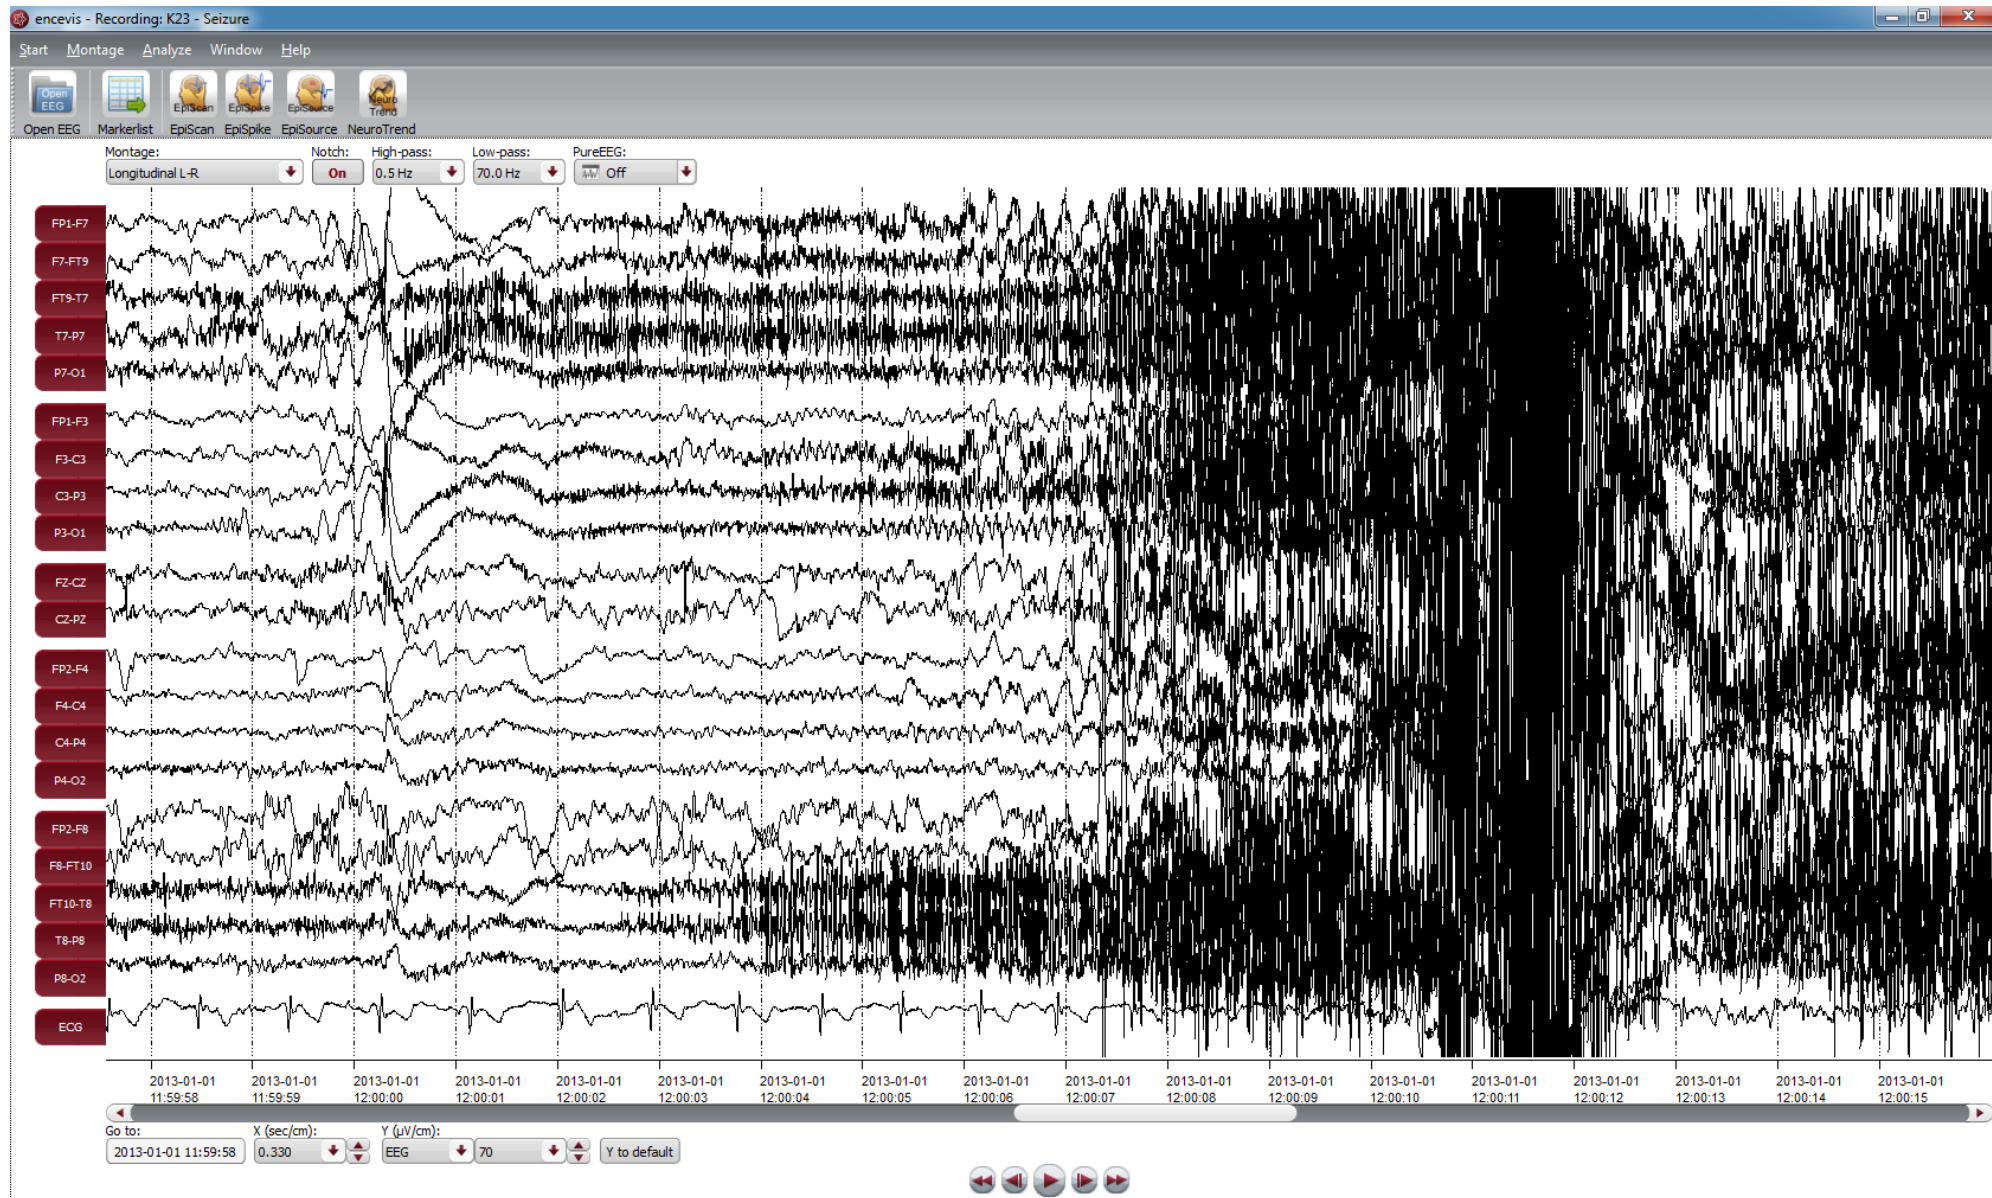 encevis - Recording: K23 - Seizure
Start Montage Analyze Window Help
Open EEG
EpiScan EpiSpike EpiSource Neuro Trend
Open EEG Markerlist EpiScan EpiSpike EpiSource NeuroTrend
Montage: Notch: High-pass: Low-pass: PureEEG:
Longitudinal L-R On 0.5 Hz 70.0 Hz Off
FP1-F7
F7-FT9
FT9-T7
T7-P7
P7-O1
FP1-F3
F3-C3
C3-P3
P3-O1
FZ-CZ
CZ-PZ
FP2-F4
F4-C4
C4-P4
P4-O2
FP2-F8
F8-FT10
FT10-T8
T8-P8
P8-O2
ECG
2013-01-01 2013-01-01 2013-01-01 2013-01-01 2013-01-01 2013-01-01 2013-01-01 2013-01-01 2013-01-01 2013-01-01 2013-01-01 2013-01-01 2013-01-01 2013-01-01 2013-01-01 2013-01-01 2013-01-01 2013-01-01
11:59:58 11:59:59 12:00:00 12:00:01 12:00:02 12:00:03 12:00:04 12:00:05 12:00:06 12:00:07 12:00:08 12:00:09 12:00:10 12:00:11 12:00:12 12:00:13 12:00:14 12:00:15
Go to: X (sec/cm): Y (µV/cm):
2013-01-01 11:59:58 0.330 EEG 70 Y to default